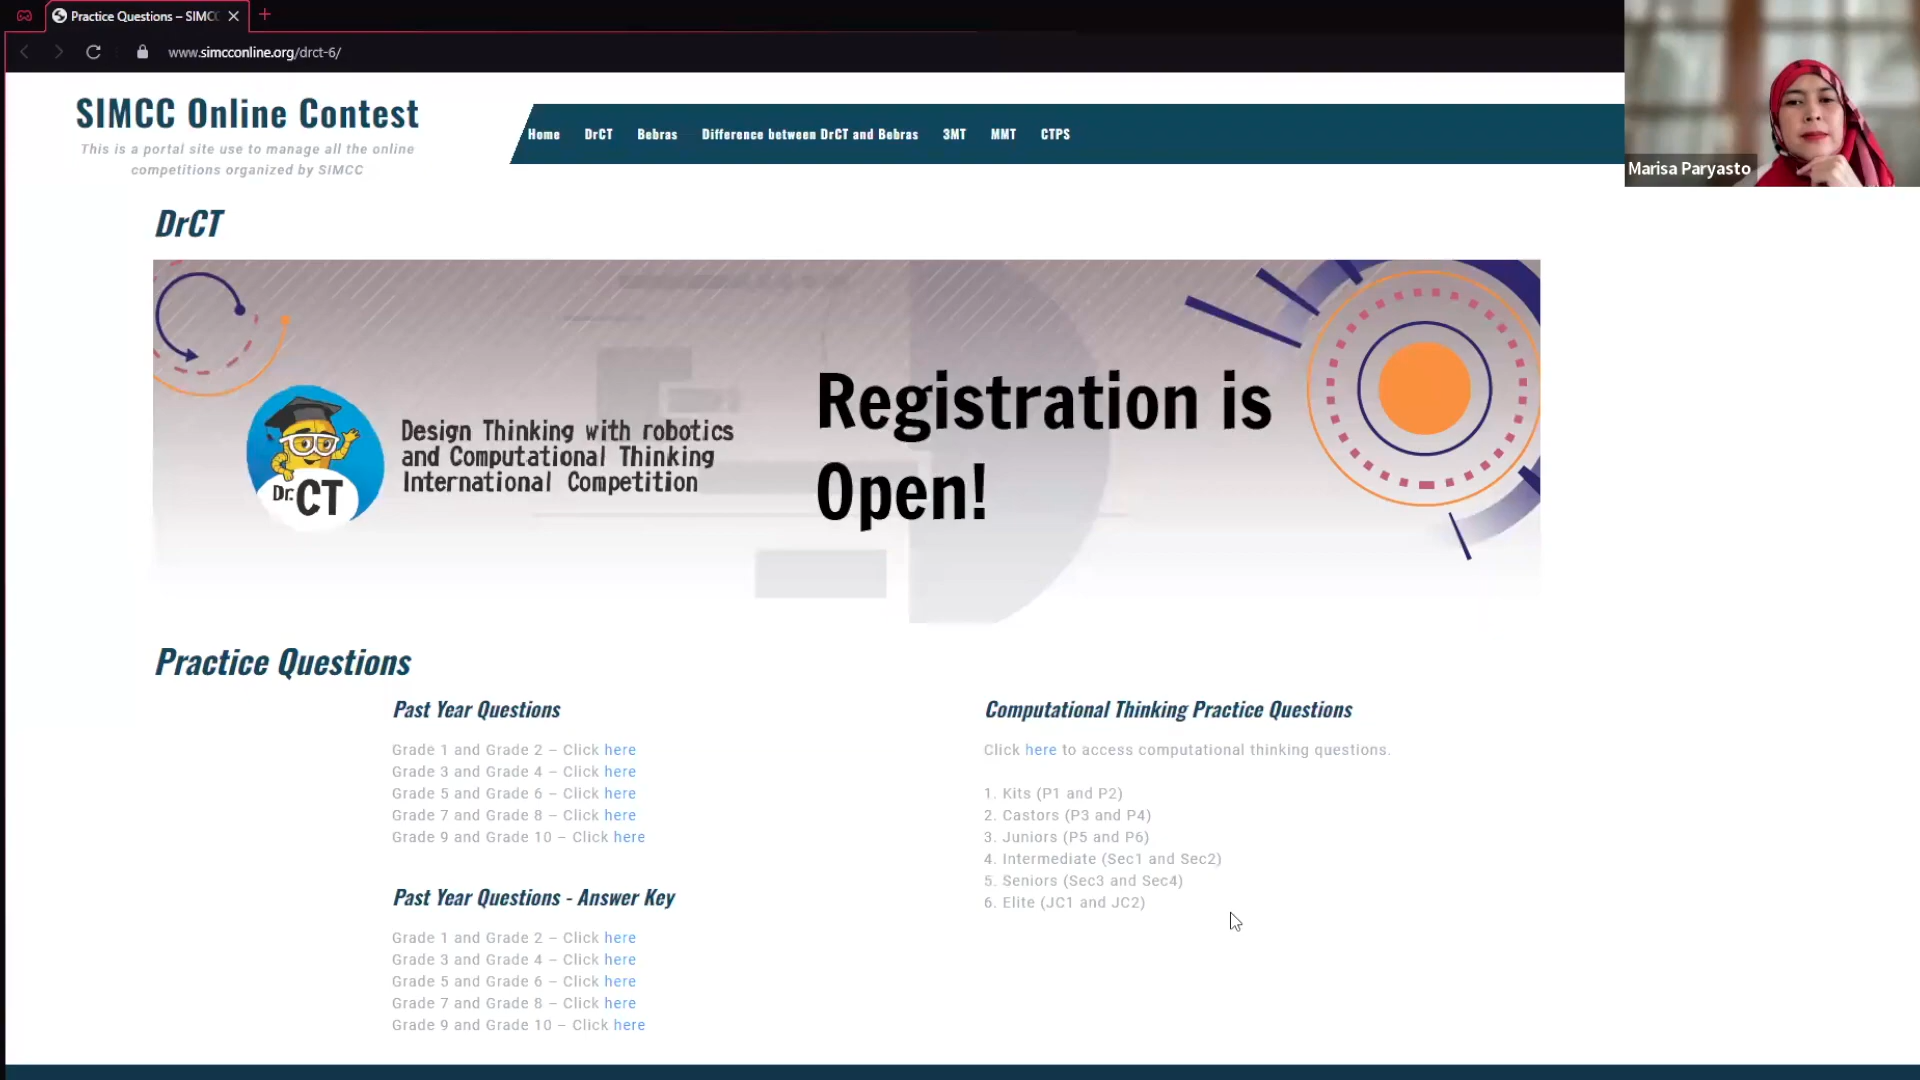 Practice Questions – SIMCC
www.simcconline.org/drct-6/
SIMCC Online Contest
This is a portal site use to manage all the online
competitions organized by SIMCC
Home DrCT Bebras Difference between DrCT and Bebras 3MT MMT CTPS
Marisa Paryasto
DrCT
Dr.
CT
Design Thinking with robotics
and Computational Thinking
International Competition
Registration is
Open!
Practice Questions
Past Year Questions
Grade 1 and Grade 2 – Click here
Grade 3 and Grade 4 – Click here
Grade 5 and Grade 6 – Click here
Grade 7 and Grade 8 – Click here
Grade 9 and Grade 10 – Click here
Past Year Questions - Answer Key
Grade 1 and Grade 2 – Click here
Grade 3 and Grade 4 – Click here
Grade 5 and Grade 6 – Click here
Grade 7 and Grade 8 – Click here
Grade 9 and Grade 10 – Click here
Computational Thinking Practice Questions
Click here to access computational thinking questions.
1. Kits (P1 and P2)
2. Castors (P3 and P4)
3. Juniors (P5 and P6)
4. Intermediate (Sec1 and Sec2)
5. Seniors (Sec3 and Sec4)
6. Elite (JC1 and JC2)